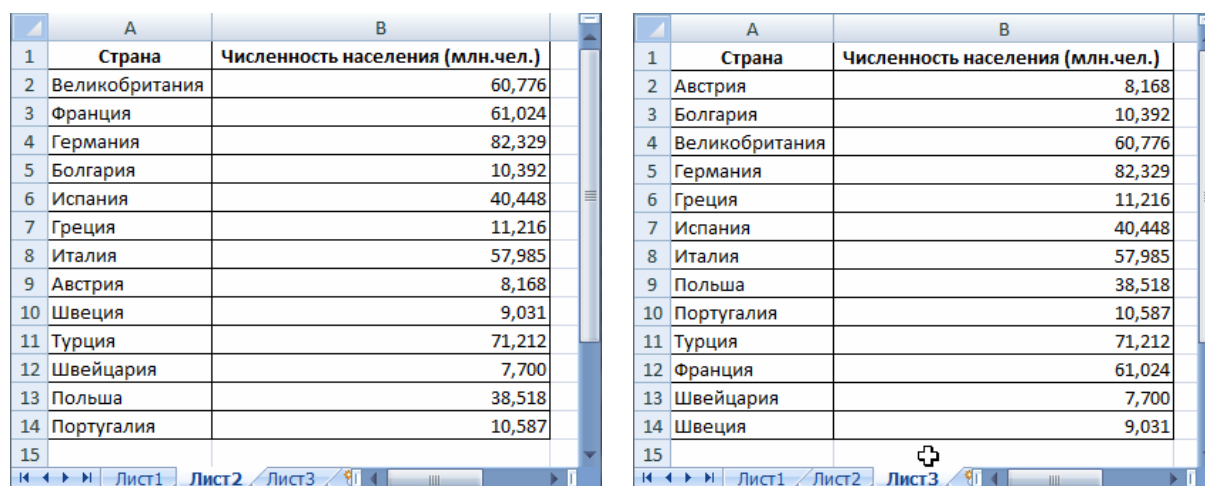 A B
1 Страна Численность населения (млн.чел.)
2 Великобритания 60,776
3 Франция 61,024
4 Германия 82,329
5 Болгария 10,392
6 Испания 40,448
7 Греция 11,216
8 Италия 57,985
9 Австрия 8,168
10 Швеция 9,031
11 Турция 71,212
12 Швейцария 7,700
13 Польша 38,518
14 Португалия 10,587
15
Лист1 Лист2 Лист3
A B
1 Страна Численность населения (млн.чел.)
2 Австрия 8,168
3 Болгария 10,392
4 Великобритания 60,776
5 Германия 82,329
6 Греция 11,216
7 Испания 40,448
8 Италия 57,985
9 Польша 38,518
10 Португалия 10,587
11 Турция 71,212
12 Франция 61,024
13 Швейцария 7,700
14 Швеция 9,031
15
Лист1 Лист2 Лист3